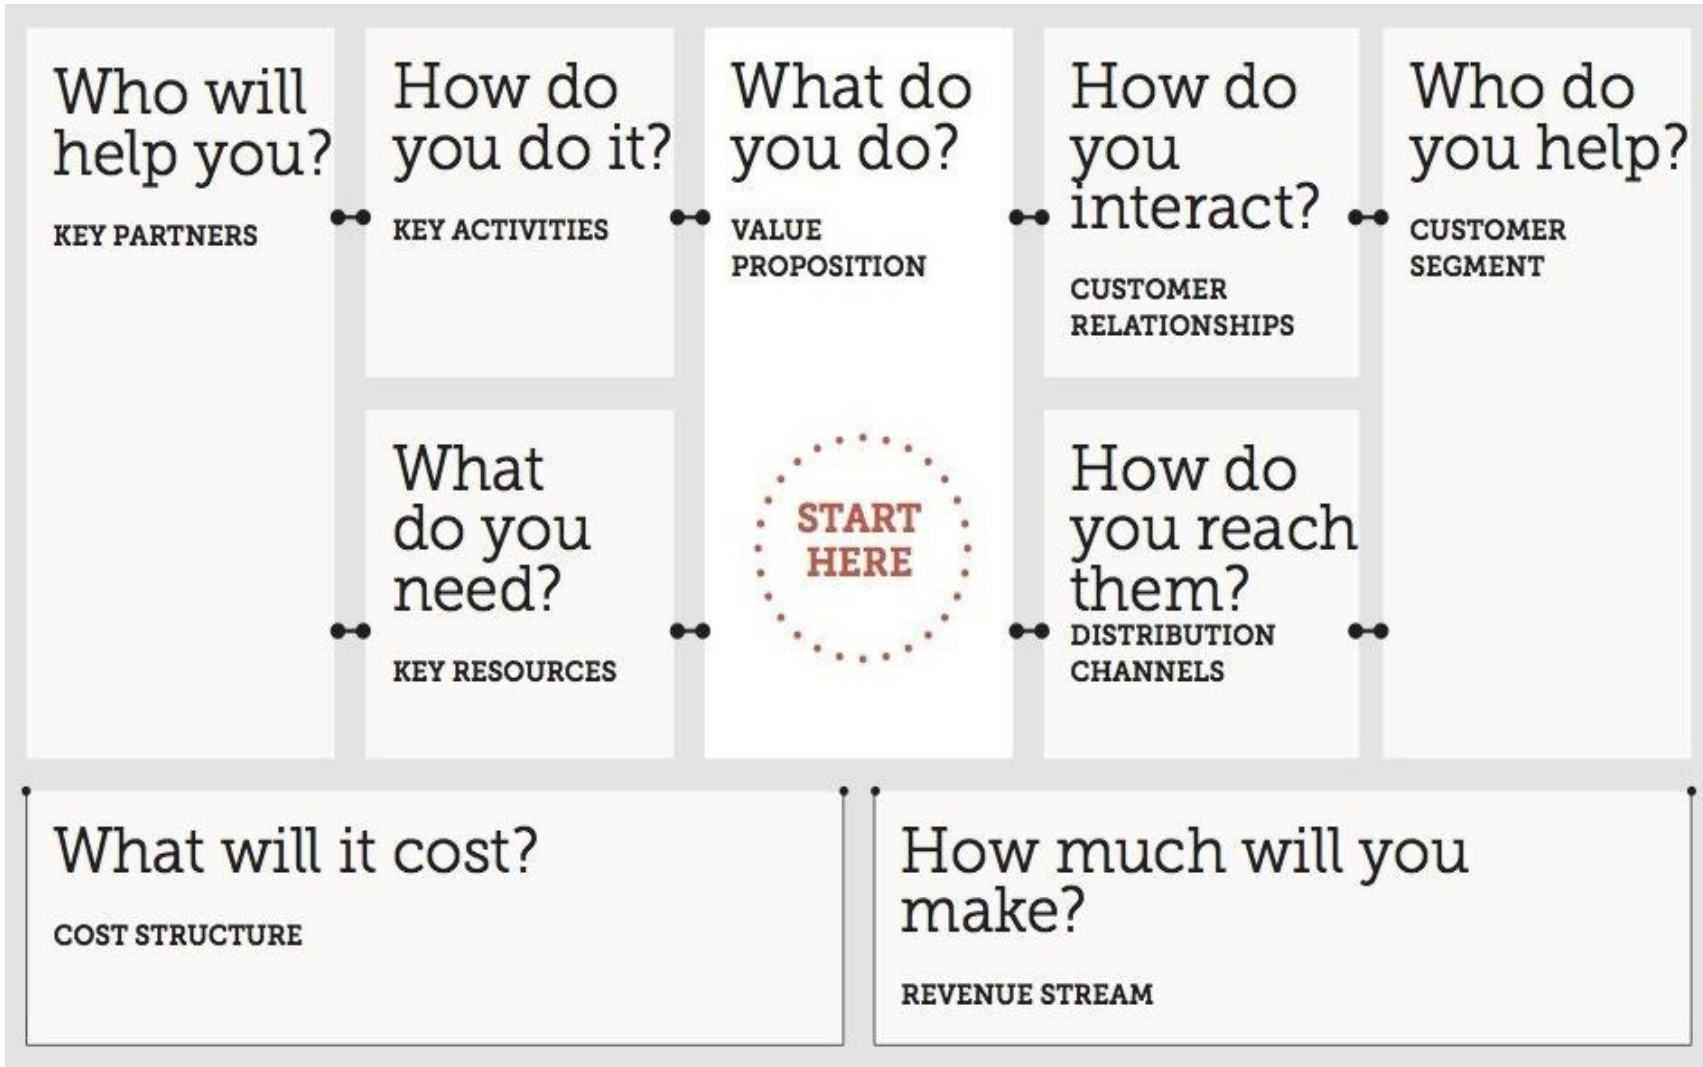 Who will
help you?
KEY PARTNERS
How do
you do it?
KEY ACTIVITIES
What
do you
need?
KEY RESOURCES
What do
you do?
VALUE
PROPOSITION
START
HERE
How do
you
interact?
CUSTOMER
RELATIONSHIPS
How do
you reach
them?
DISTRIBUTION
CHANNELS
Who do
you help?
CUSTOMER
SEGMENT
What will it cost?
COST STRUCTURE
How much will you
make?
REVENUE STREAM